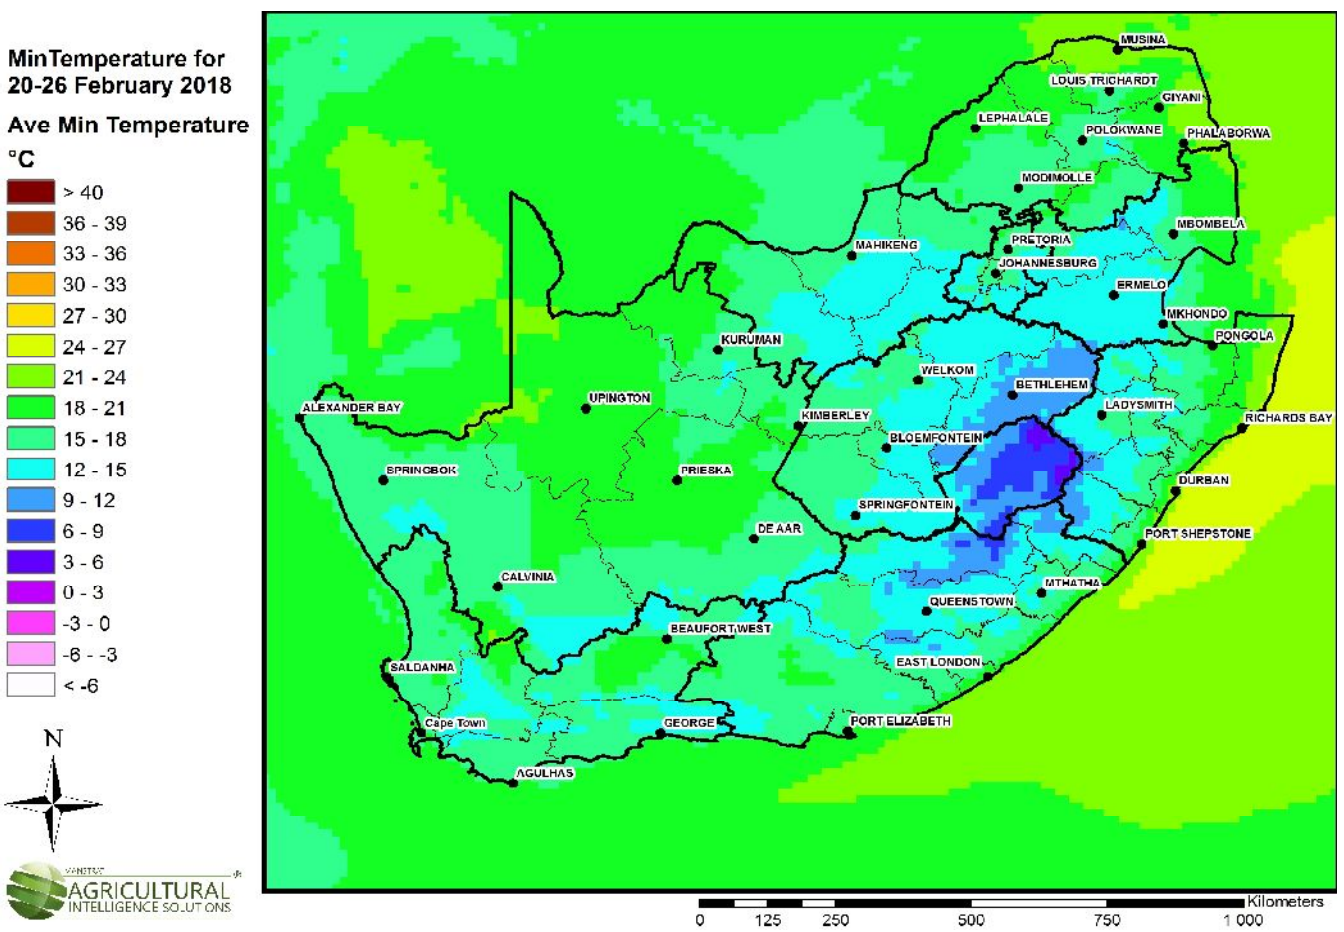 MinTemperature for
20-26 February 2018
Ave Min Temperature
°C
> 40
36 - 39
33 - 36
30 - 33
27 - 30
24 - 27
21 - 24
18 - 21
15 - 18
12 - 15
9 - 12
6 - 9
3 - 6
0 - 3
-3 - 0
-6 - -3
< -6
N
AGRICULTURAL
INTELLIGENCE SOLUTIONS
MUSINA
LOUIS TRICHARDT
GIYANI
LEPHALALE
POLOKWANE
PHALABORWA
MODIMOLLE
MBOMBELA
PRETORIA
MAHIKENG
JOHANNESBURG
ERMELO
MKHONDO
KURUMAN
PONGOLA
WELKOM
BETHLEHEM
UPINGTON
ALEXANDER BAY
LADYSMITH
KIMBERLEY
RICHARDS BAY
BLOEMFONTEIN
SPRINGBOK
PRIESKA
DURBAN
SPRINGFONTEIN
DE AAR
PORT SHEPSTONE
CALVINIA
MTHATHA
QUEENSTOWN
BEAUFORT WEST
EAST LONDON
SALDANHA
Cape Town
GEORGE
PORT ELIZABETH
AGULHAS
Kilometers
0 125 250 500 750 1 000